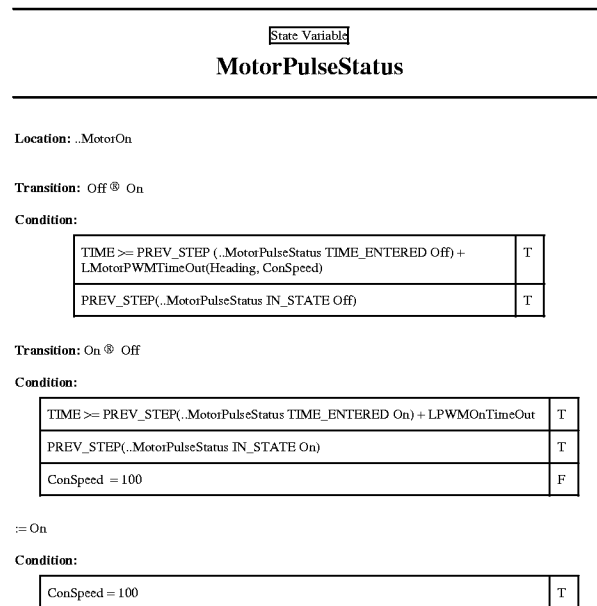 State Variable
MotorPulseStatus
Location: ..MotorOn
Transition: Off ® On
Condition:
TIME >= PREV_STEP (..MotorPulseStatus TIME_ENTERED Off) + T
LMotorPWMTimeOut(Heading, ConSpeed)
PREV_STEP(..MotorPulseStatus IN_STATE Off) T
Transition: On ® Off
Condition:
TIME >= PREV_STEP(..MotorPulseStatus TIME_ENTERED On) + LPWMOnTimeOut T
PREV_STEP(..MotorPulseStatus IN_STATE On) T
ConSpeed = 100 F
:= On
Condition:
ConSpeed = 100 T